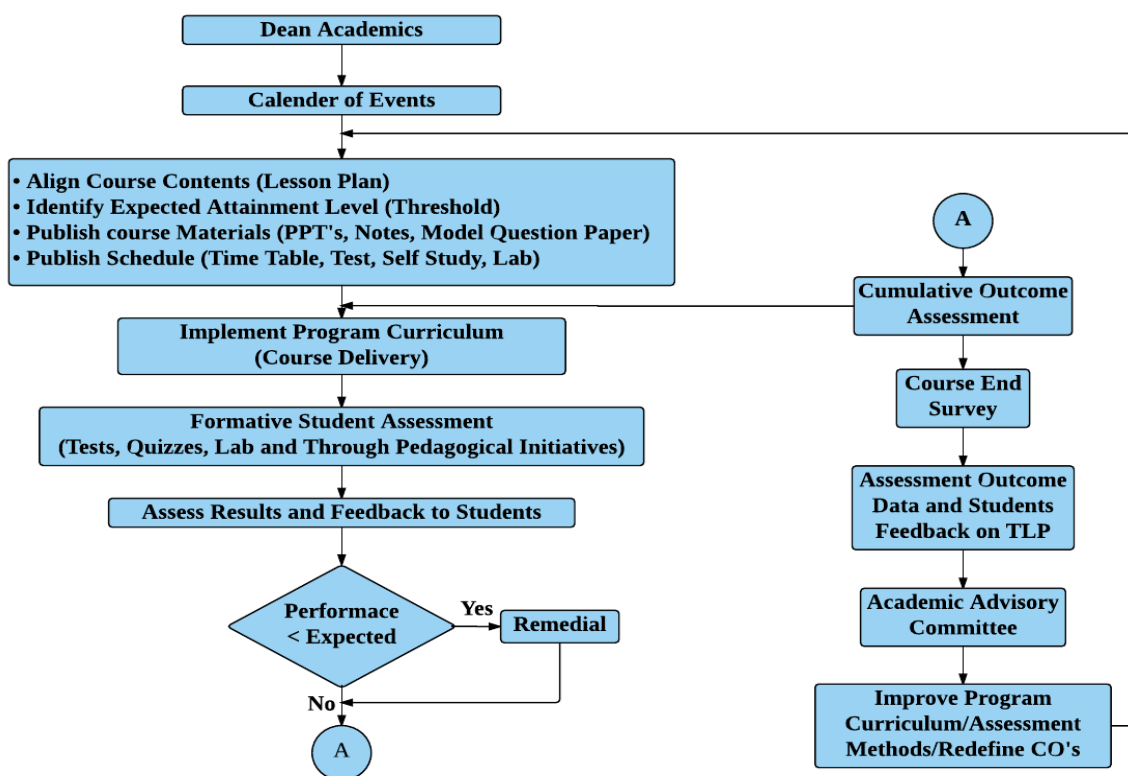 Dean Academics
Calender of Events
• Align Course Contents (Lesson Plan)
• Identify Expected Attainment Level (Threshold)
• Publish course Materials (PPT's, Notes, Model Question Paper)
• Publish Schedule (Time Table, Test, Self Study, Lab)
Implement Program Curriculum
(Course Delivery)
Formative Student Assessment
(Tests, Quizzes, Lab and Through Pedagogical Initiatives)
Assess Results and Feedback to Students
Performace
< Expected
Yes
Remedial
No
A
A
Cumulative Outcome
Assessment
Course End
Survey
Assessment Outcome
Data and Students
Feedback on TLP
Academic Advisory
Committee
Improve Program
Curriculum/Assessment
Methods/Redefine CO's